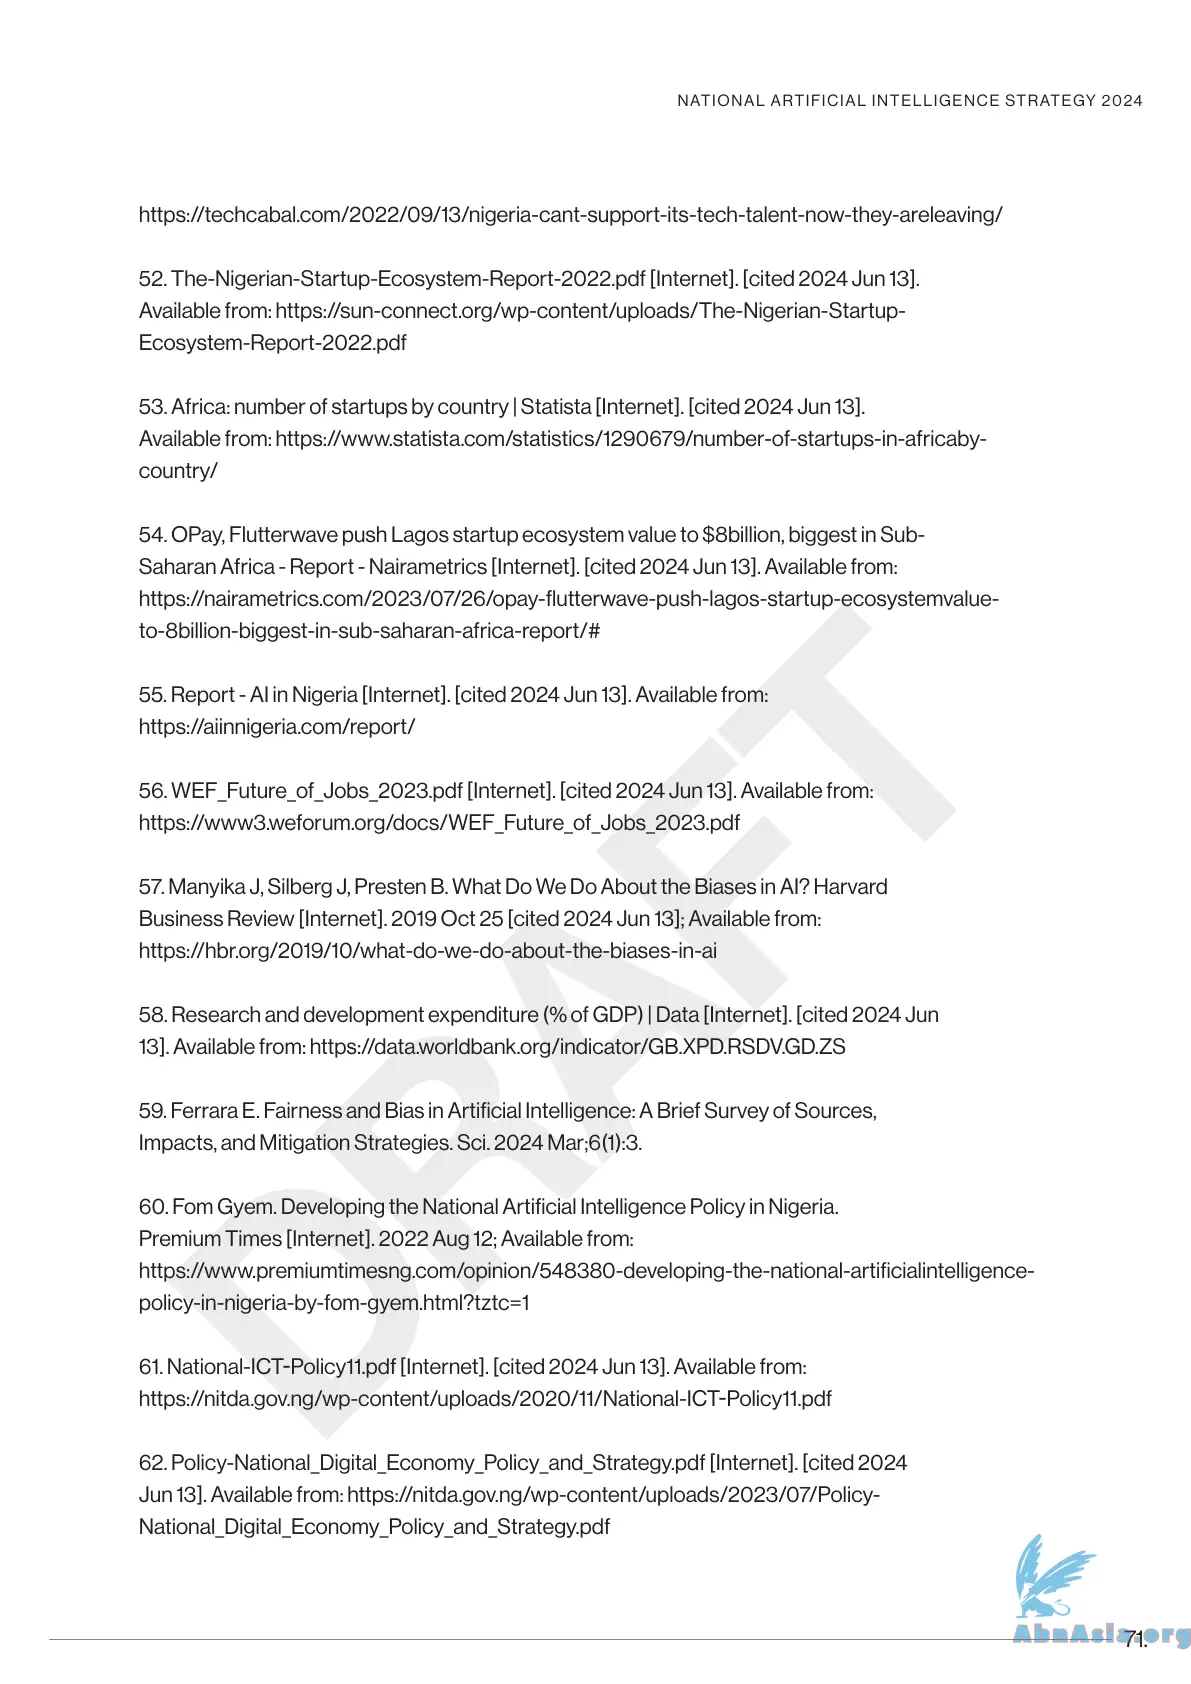 NATIONAL ARTIFICIAL INTELLIGENCE STRATEGY 2024
https://techcabal.com/2022/09/13/nigeria-cant-support-its-tech-talent-now-they-areleaving/
52. The-Nigerian-Startup-Ecosystem-Report-2022.pdf [Internet]. [cited 2024 Jun 13].
Available from: https://sun-connect.org/wp-content/uploads/The-Nigerian-Startup-
Ecosystem-Report-2022.pdf
53. Africa: number of startups by country | Statista [Internet]. [cited 2024 Jun 13].
Available from: https://www.statista.com/statistics/1290679/number-of-startups-in-africaby-
country/
54. OPay, Flutterwave push Lagos startup ecosystem value to $8billion, biggest in Sub-
Saharan Africa - Report - Nairametrics [Internet]. [cited 2024 Jun 13]. Available from:
https://nairametrics.com/2023/07/26/opay-flutterwave-push-lagos-startup-ecosystemvalue-
to-8billion-biggest-in-sub-saharan-africa-report/#
55. Report - AI in Nigeria [Internet]. [cited 2024 Jun 13]. Available from:
https://aiinnigeria.com/report/
56. WEF_Future_of_Jobs_2023.pdf [Internet]. [cited 2024 Jun 13]. Available from:
https://www3.weforum.org/docs/WEF_Future_of_Jobs_2023.pdf
57. Manyika J, Silberg J, Presten B. What Do We Do About the Biases in AI? Harvard
Business Review [Internet]. 2019 Oct 25 [cited 2024 Jun 13]; Available from:
https://hbr.org/2019/10/what-do-we-do-about-the-biases-in-ai
58. Research and development expenditure (% of GDP) | Data [Internet]. [cited 2024 Jun
13]. Available from: https://data.worldbank.org/indicator/GB.XPD.RSDV.GD.ZS
59. Ferrara E. Fairness and Bias in Artificial Intelligence: A Brief Survey of Sources,
Impacts, and Mitigation Strategies. Sci. 2024 Mar;6(1):3.
60. Fom Gyem. Developing the National Artificial Intelligence Policy in Nigeria.
Premium Times [Internet]. 2022 Aug 12; Available from:
https://www.premiumtimesng.com/opinion/548380-developing-the-national-artificialintelligence-
policy-in-nigeria-by-fom-gyem.html?tztc=1
61. National-ICT-Policy11.pdf [Internet]. [cited 2024 Jun 13]. Available from:
https://nitda.gov.ng/wp-content/uploads/2020/11/National-ICT-Policy11.pdf
62. Policy-National_Digital_Economy_Policy_and_Strategy.pdf [Internet]. [cited 2024
Jun 13]. Available from: https://nitda.gov.ng/wp-content/uploads/2023/07/Policy-
National_Digital_Economy_Policy_and_Strategy.pdf
DRAFT
AbnAsia.org
71.